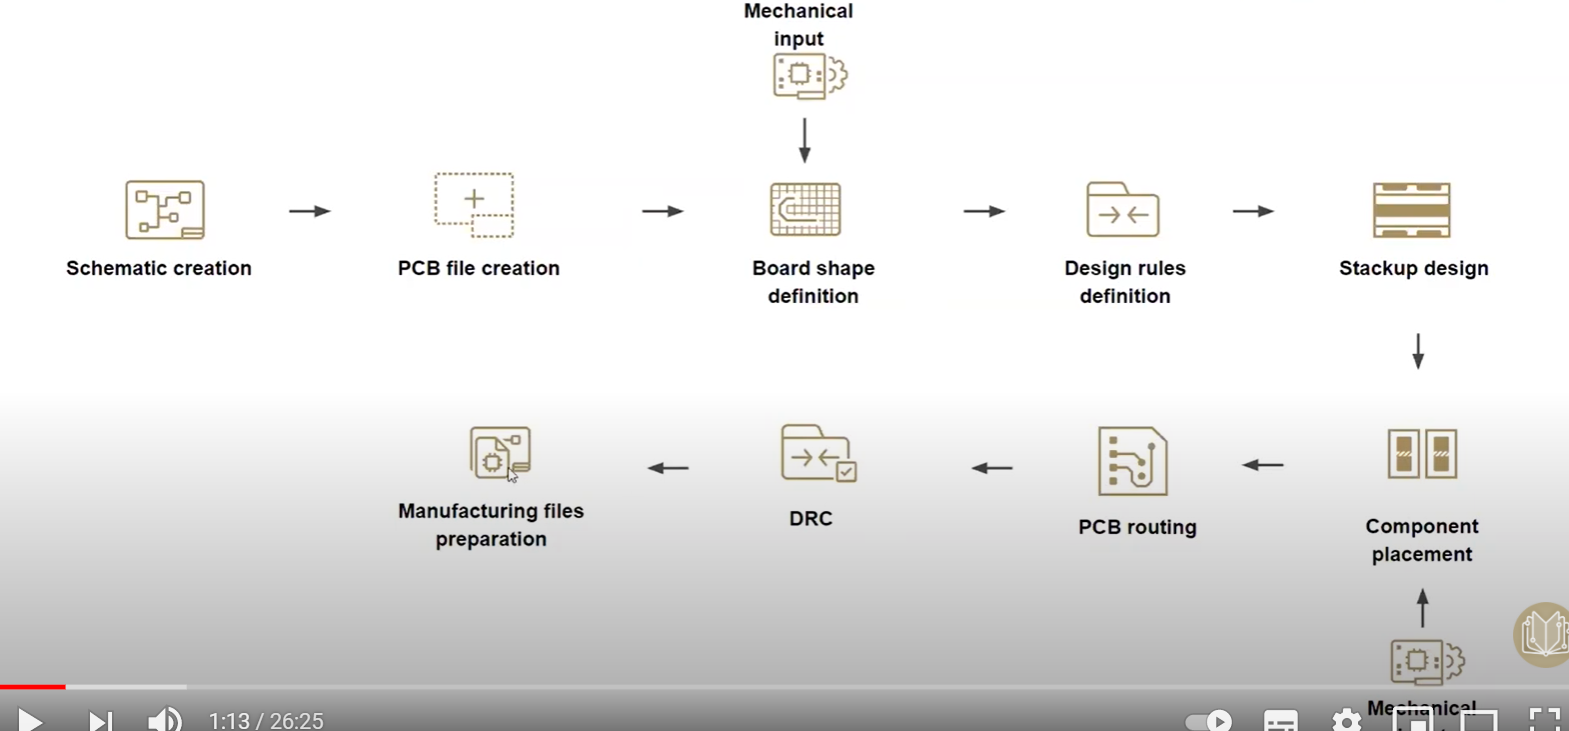 Mechanical
input
Schematic creation
PCB file creation
Board shape
definition
Design rules
definition
Stackup design
Manufacturing files
preparation
DRC
PCB routing
Component
placement
Mechanical
1:13 / 26:25